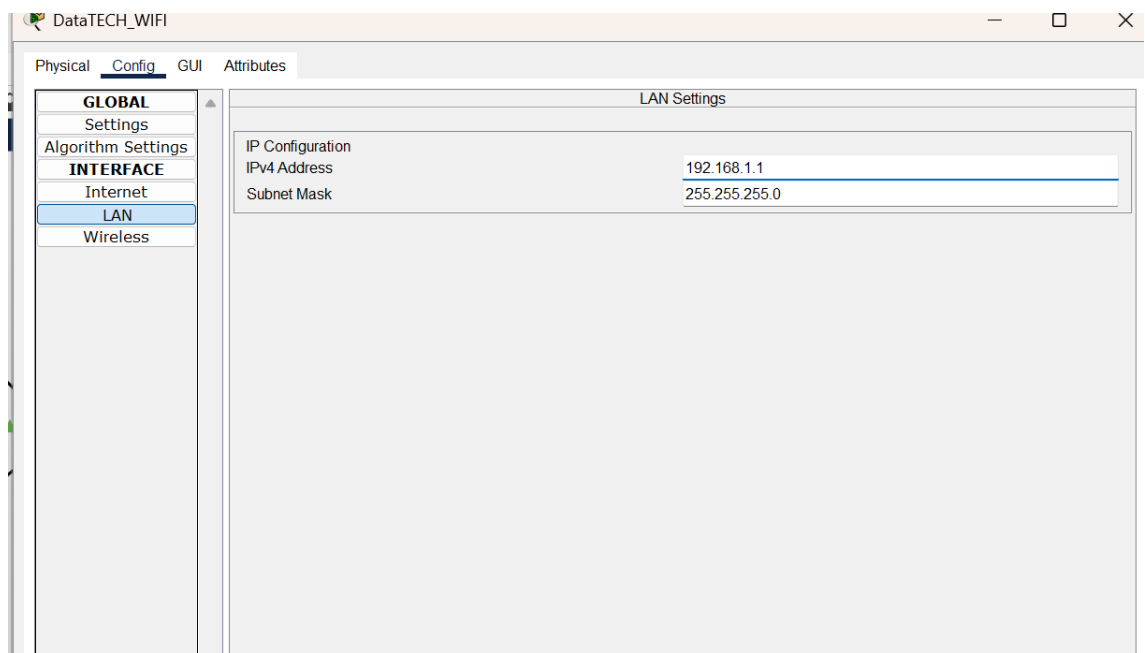 DataTECH_WIFI
Physical Config GUI Attributes
GLOBAL
Settings
Algorithm Settings
INTERFACE
Internet
LAN
Wireless
LAN Settings
IP Configuration
IPv4 Address 192.168.1.1
Subnet Mask 255.255.255.0